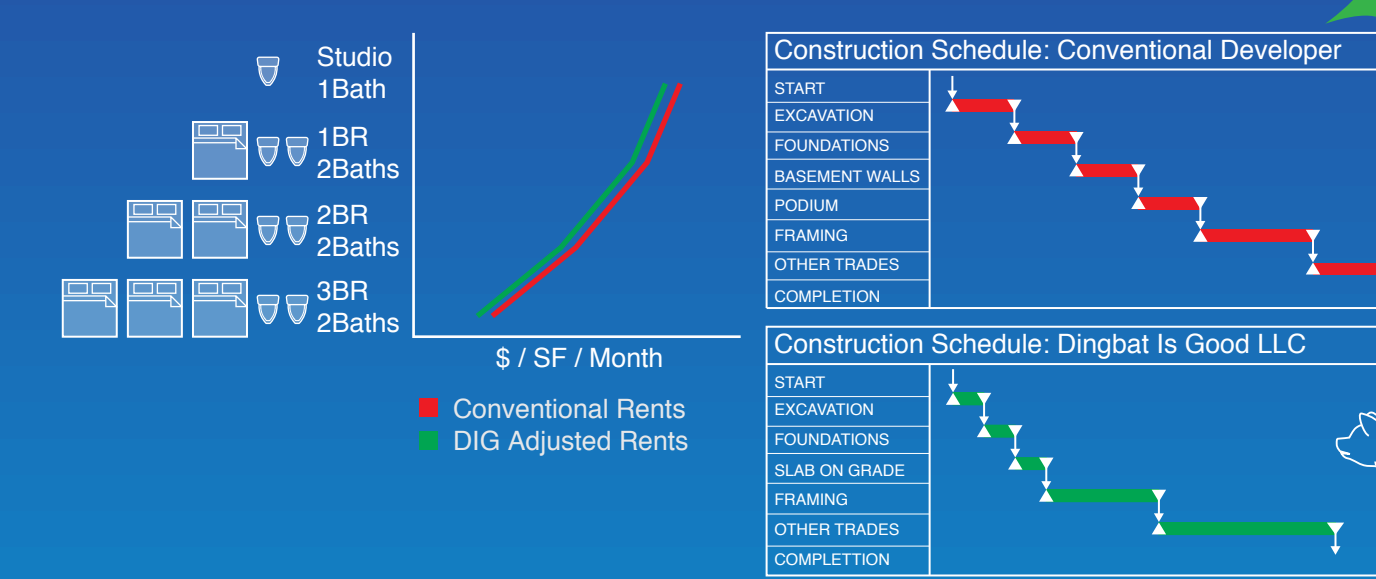 Studio
1Bath
1BR
2Baths
2BR
2Baths
3BR
2Baths
$ / SF / Month
Conventional Rents
DIG Adjusted Rents
Construction Schedule: Conventional Developer
START
EXCAVATION
FOUNDATIONS
BASEMENT WALLS
PODIUM
FRAMING
OTHER TRADES
COMPLETION
Construction Schedule: Dingbat Is Good LLC
START
EXCAVATION
FOUNDATIONS
SLAB ON GRADE
FRAMING
OTHER TRADES
COMPLETTION